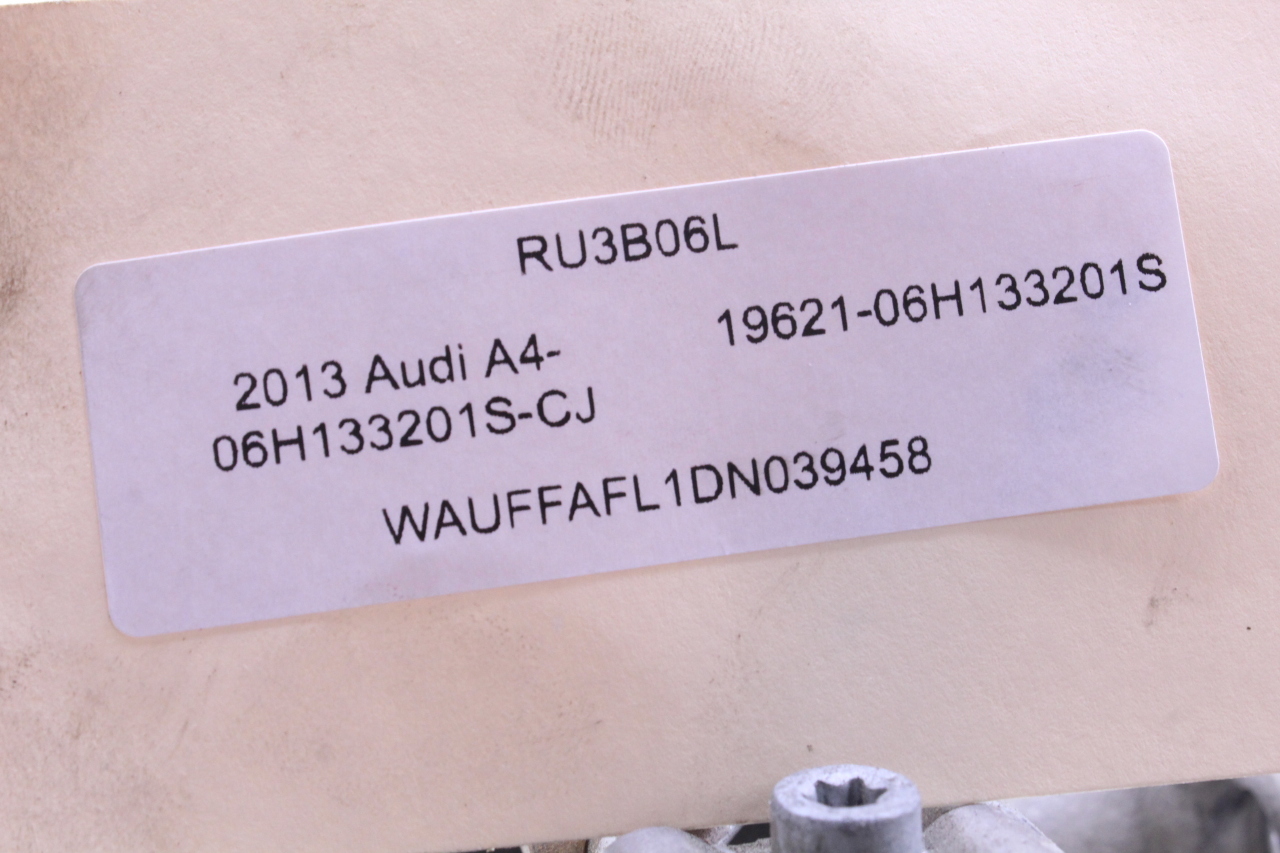 RU3B06L
19621-06H133201S
2013 Audi A4-
06H133201S-CJ
WAUFFAFL1DN039458